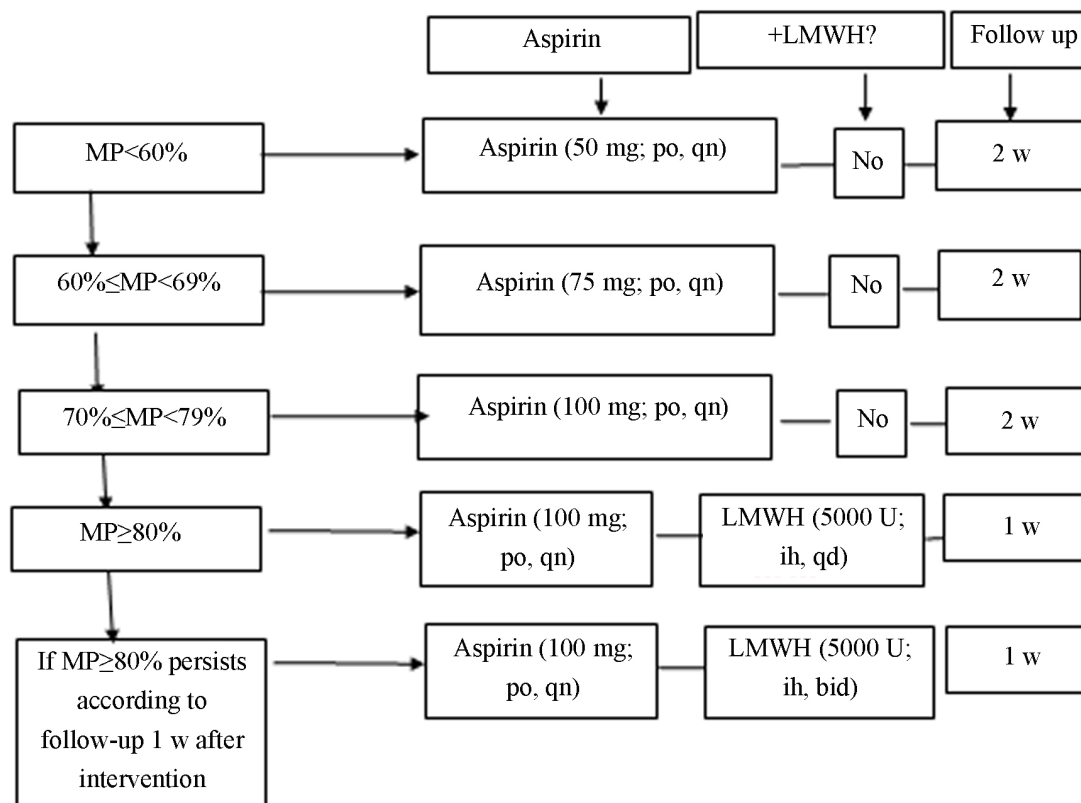 Aspirin
+LMWH?
Follow up
MP<60%
Aspirin (50 mg; po, qn)
No
2 w
60%≤MP<69%
Aspirin (75 mg; po, qn)
No
2 w
70%≤MP<79%
Aspirin (100 mg; po, qn)
No
2 w
MP≥80%
Aspirin (100 mg;
po, qn)
LMWH (5000 U;
ih, qd)
1 w
If MP≥80% persists
according to
follow-up 1 w after
intervention
Aspirin (100 mg;
po, qn)
LMWH (5000 U;
ih, bid)
1 w